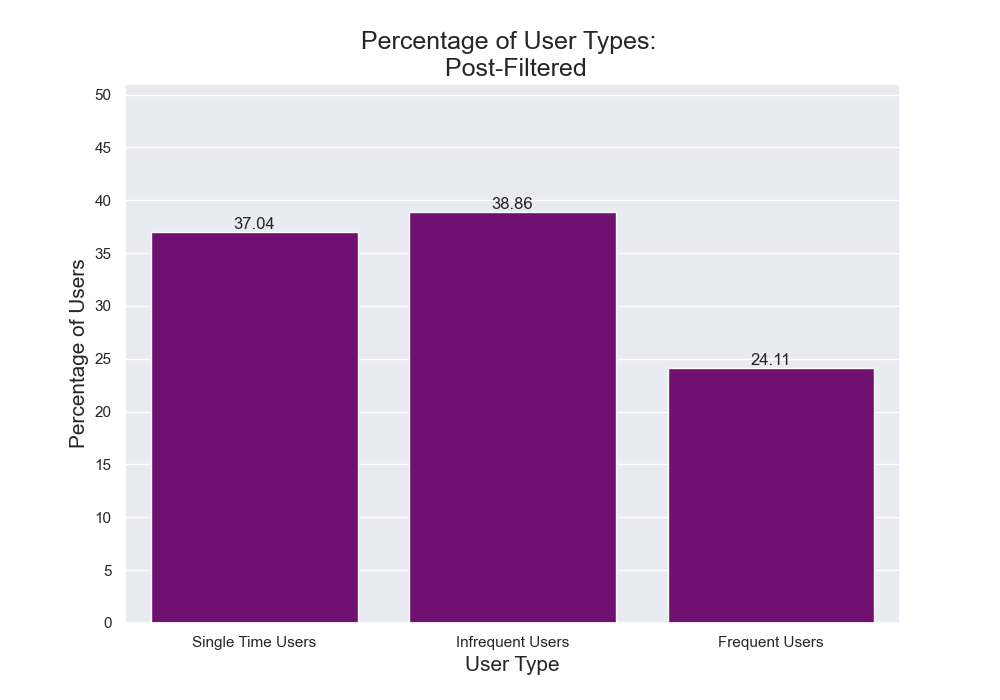 Percentage of User Types:
Post-Filtered
50
45
40
35
30
25
20
15
10
5
0
Percentage of Users
37.04
38.86
24.11
Single Time Users
Infrequent Users
Frequent Users
User Type